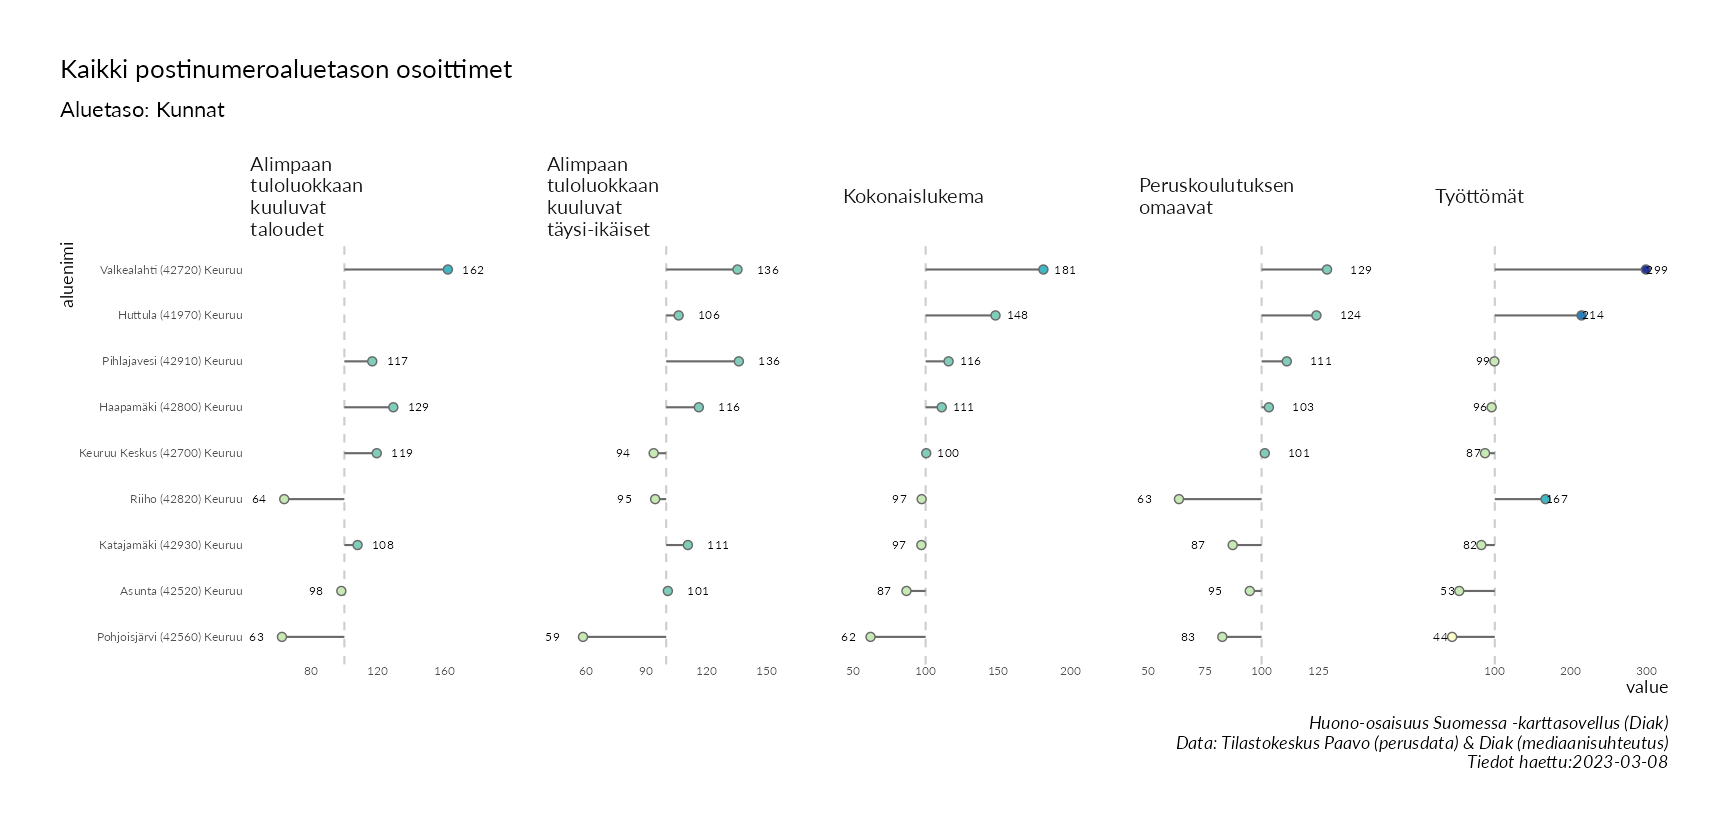 Kaikki postinumeroaluetason osoittimet
Aluetaso: Kunnat
Alimpaan
tuloluokkaan
kuuluvat
taloudet
Alimpaan
tuloluokkaan
kuuluvat
täysi-ikäiset
Kokonaislukema
Peruskoulutuksen
omaavat
Työttömät
aluenimi
Valkealahti (42720) Keuruu 162 136 181 129 299
Huttula (41970) Keuruu 106 148 124 214
Pihlajavesi (42910) Keuruu 117 136 116 111 99
Haapamäki (42800) Keuruu 129 116 111 103 96
Keuruu Keskus (42700) Keuruu 119 94 100 101 87
Riiho (42820) Keuruu 64 95 97 63 167
Katajamäki (42930) Keuruu 108 111 97 87 82
Asunta (42520) Keuruu 98 101 87 95 53
Pohjoisjärvi (42560) Keuruu 63 59 62 83 44
80 120 160 60 90 120 150 50 100 150 200 50 75 100 125 100 200 300
value
Huono-osaisuus Suomessa -karttasovellus (Diak)
Data: Tilastokeskus Paavo (perusdata) & Diak (mediaanisuhteutus)
Tiedot haettu:2023-03-08